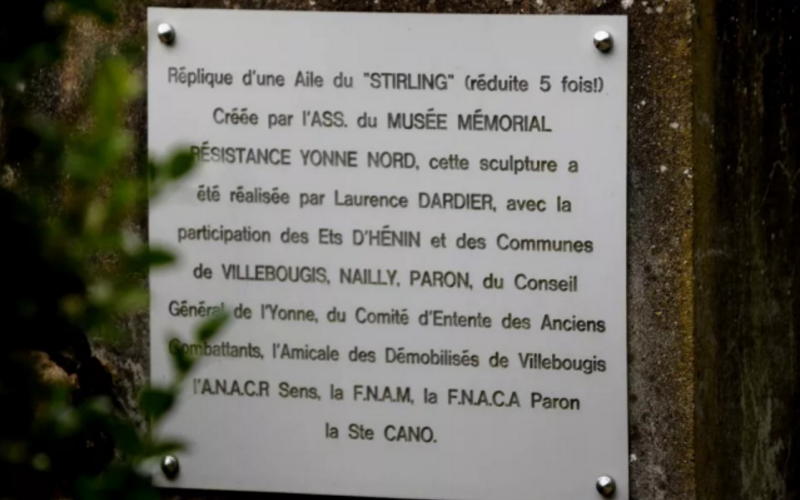 Réplique d'une Aile du "STIRLING" (réduite 5 fois!)
Créée par l'ASS. du MUSÉE MÉMORIAL
RÉSISTANCE YONNE NORD, cette sculpture a
été réalisée par Laurence DARDIER, avec la
participation des Ets D'HÉNIN et des Communes
de VILLEBOUGIS, NAILLY, PARON, du Conseil
Général de l'Yonne, du Comité d'Entente des Anciens
Combattants, l'Amicale des Démobilisés de Villebougis
l'A.N.A.C.R Sens, la F.N.A.M, la F.N.A.C.A Paron
la Ste CANO.